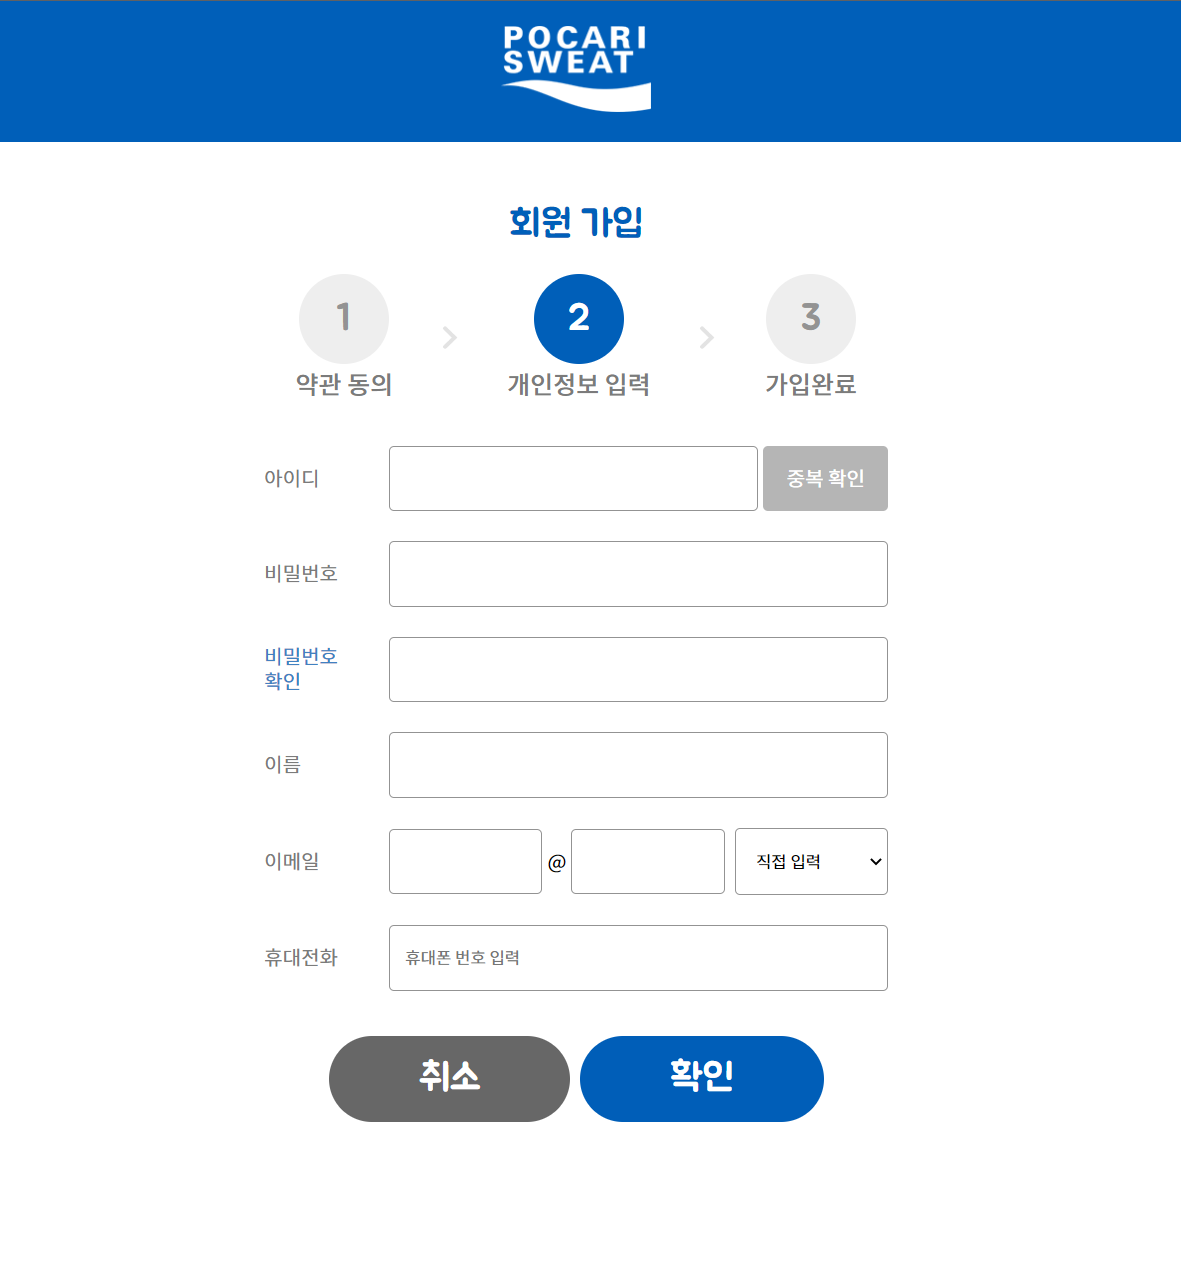 POCARI
SWEAT
회원 가입
1
2
3
약관 동의
개인정보 입력
가입완료
아이디
중복 확인
비밀번호
비밀번호
확인
이름
이메일
@
직접 입력
휴대전화
휴대폰 번호 입력
취소
확인